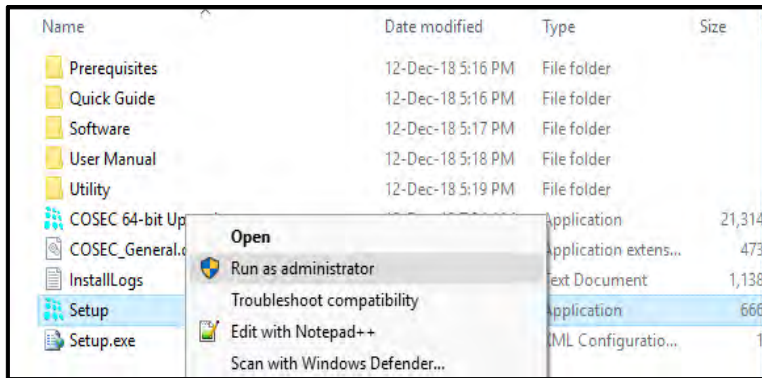 Name Date modified Type Size
Prerequisites 12-Dec-18 5:16 PM File folder
Quick Guide 12-Dec-18 5:16 PM File folder
Software 12-Dec-18 5:17 PM File folder
User Manual 12-Dec-18 5:18 PM File folder
Utility 12-Dec-18 5:19 PM File folder
COSEC 64-bit Up Application 21,314
Open
COSEC_General. Application extens... 473
Run as administrator
InstallLogs Text Document 1,138
Troubleshoot compatibility
Setup Application 666
Edit with Notepad++
Setup.exe XML Configuratio... 1
Scan with Windows Defender...